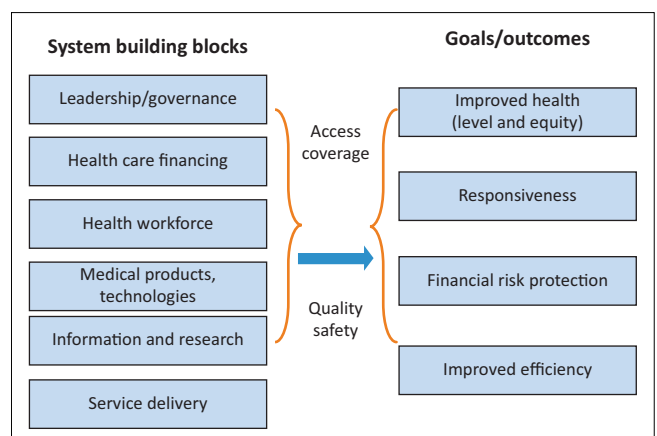 System building blocks
Leadership/governance
Health care financing
Health workforce
Medical products,
technologies
Information and research
Service delivery
Access
coverage
Quality
safety
Goals/outcomes
Improved health
(level and equity)
Responsiveness
Financial risk protection
Improved efficiency